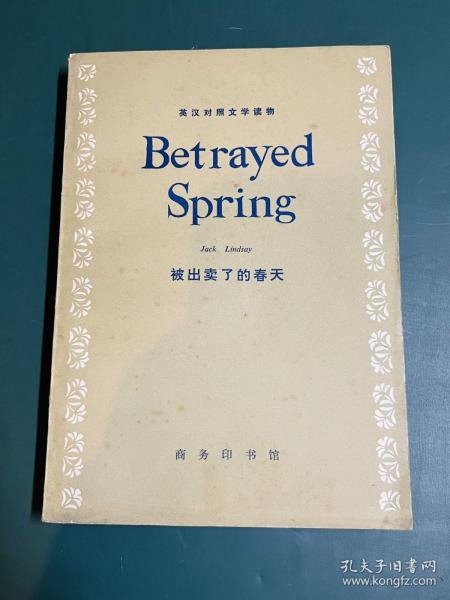 英汉对照文学读物
Betrayed
Spring
Jack Lindsay
被出卖了的春天
商务印书馆
孔夫子旧书网
www.kongfz.com